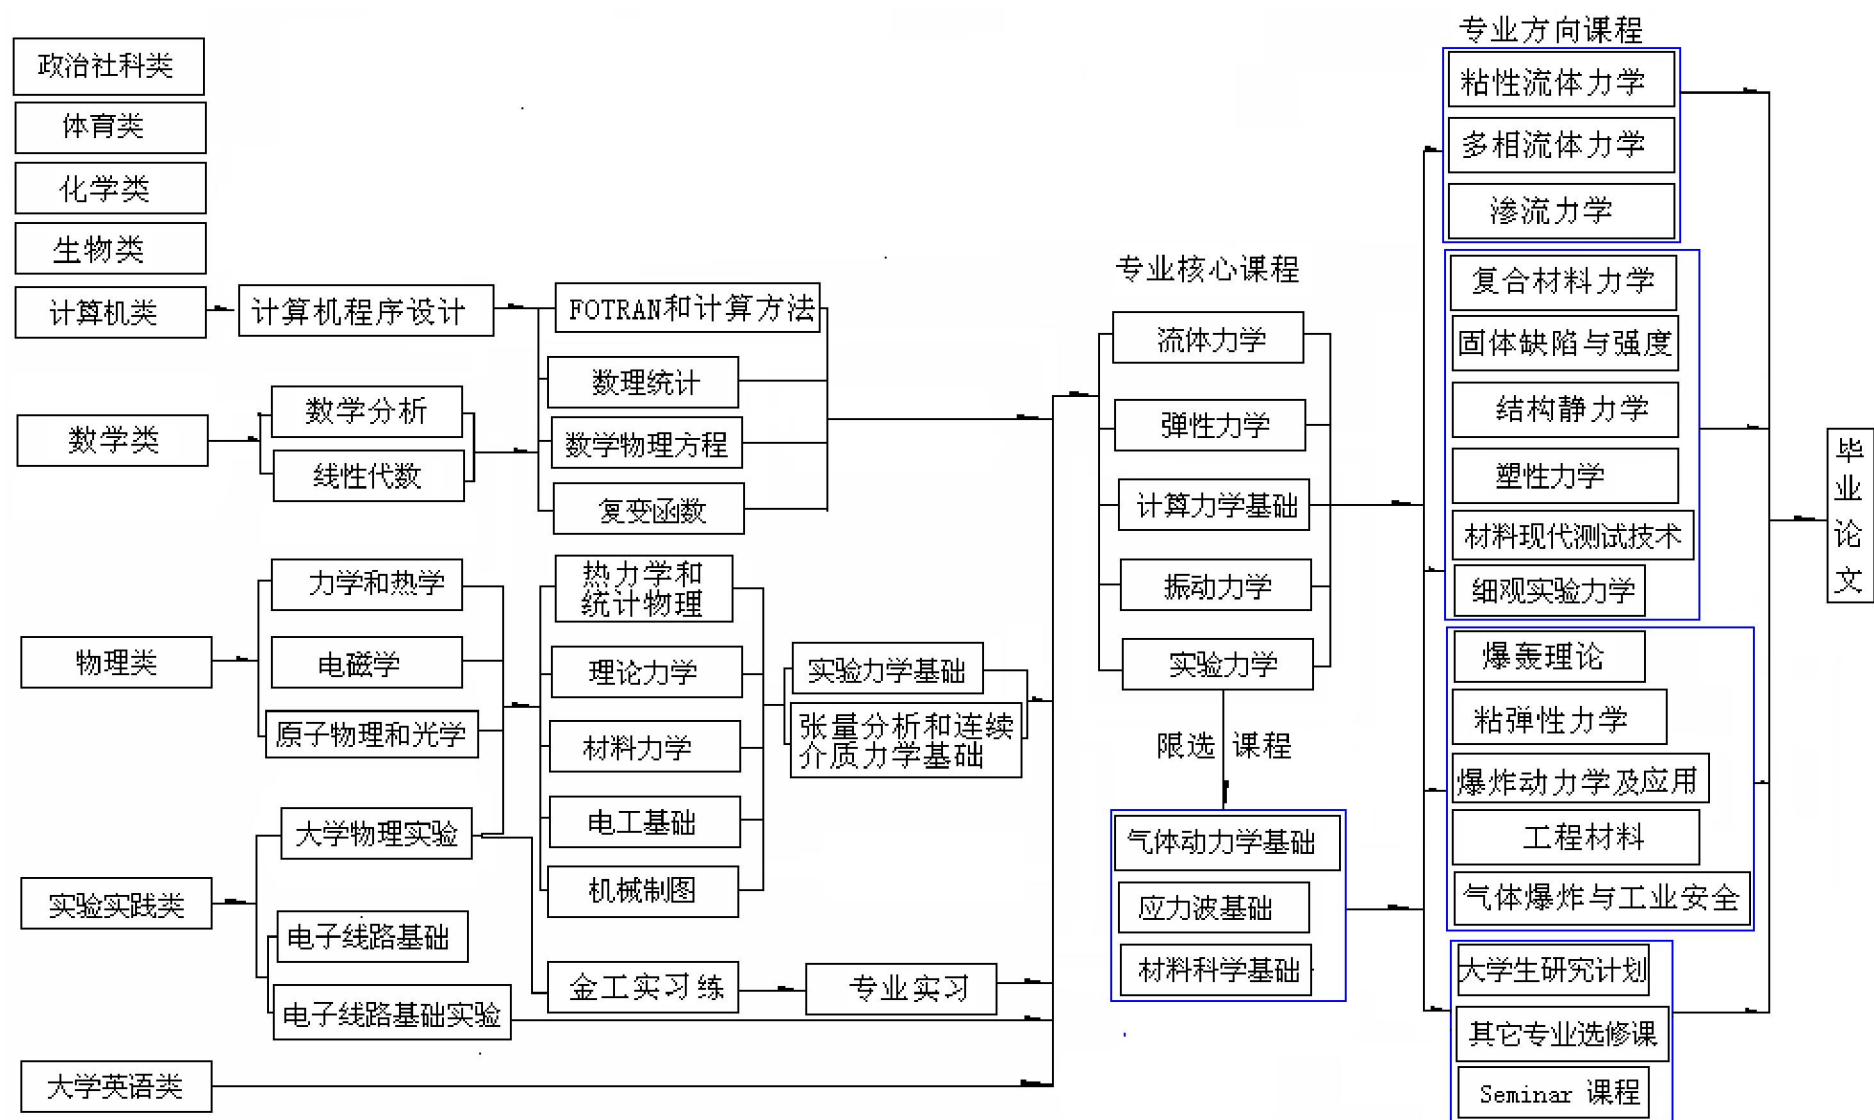 政治社科类
体育类
化学类
生物类
计算机类
数学类
物理类
实验实践类
大学英语类
计算机程序设计
数学分析
线性代数
力学和热学
电磁学
原子物理和光学
大学物理实验
电子线路基础
电子线路基础实验
FOTRAN和计算方法
数理统计
数学物理方程
复变函数
热力学和
统计物理
理论力学
材料力学
电工基础
机械制图
金工实习练
实验力学基础
张量分析和连续
介质力学基础
专业实习
专业核心课程
流体力学
弹性力学
计算力学基础
振动力学
实验力学
限选 课程
气体动力学基础
应力波基础
材料科学基础
专业方向课程
粘性流体力学
多相流体力学
渗流力学
复合材料力学
固体缺陷与强度
结构静力学
塑性力学
材料现代测试技术
细观实验力学
爆轰理论
粘弹性力学
爆炸动力学及应用
工程材料
气体爆炸与工业安全
大学生研究计划
其它专业选修课
Seminar 课程
毕业论文